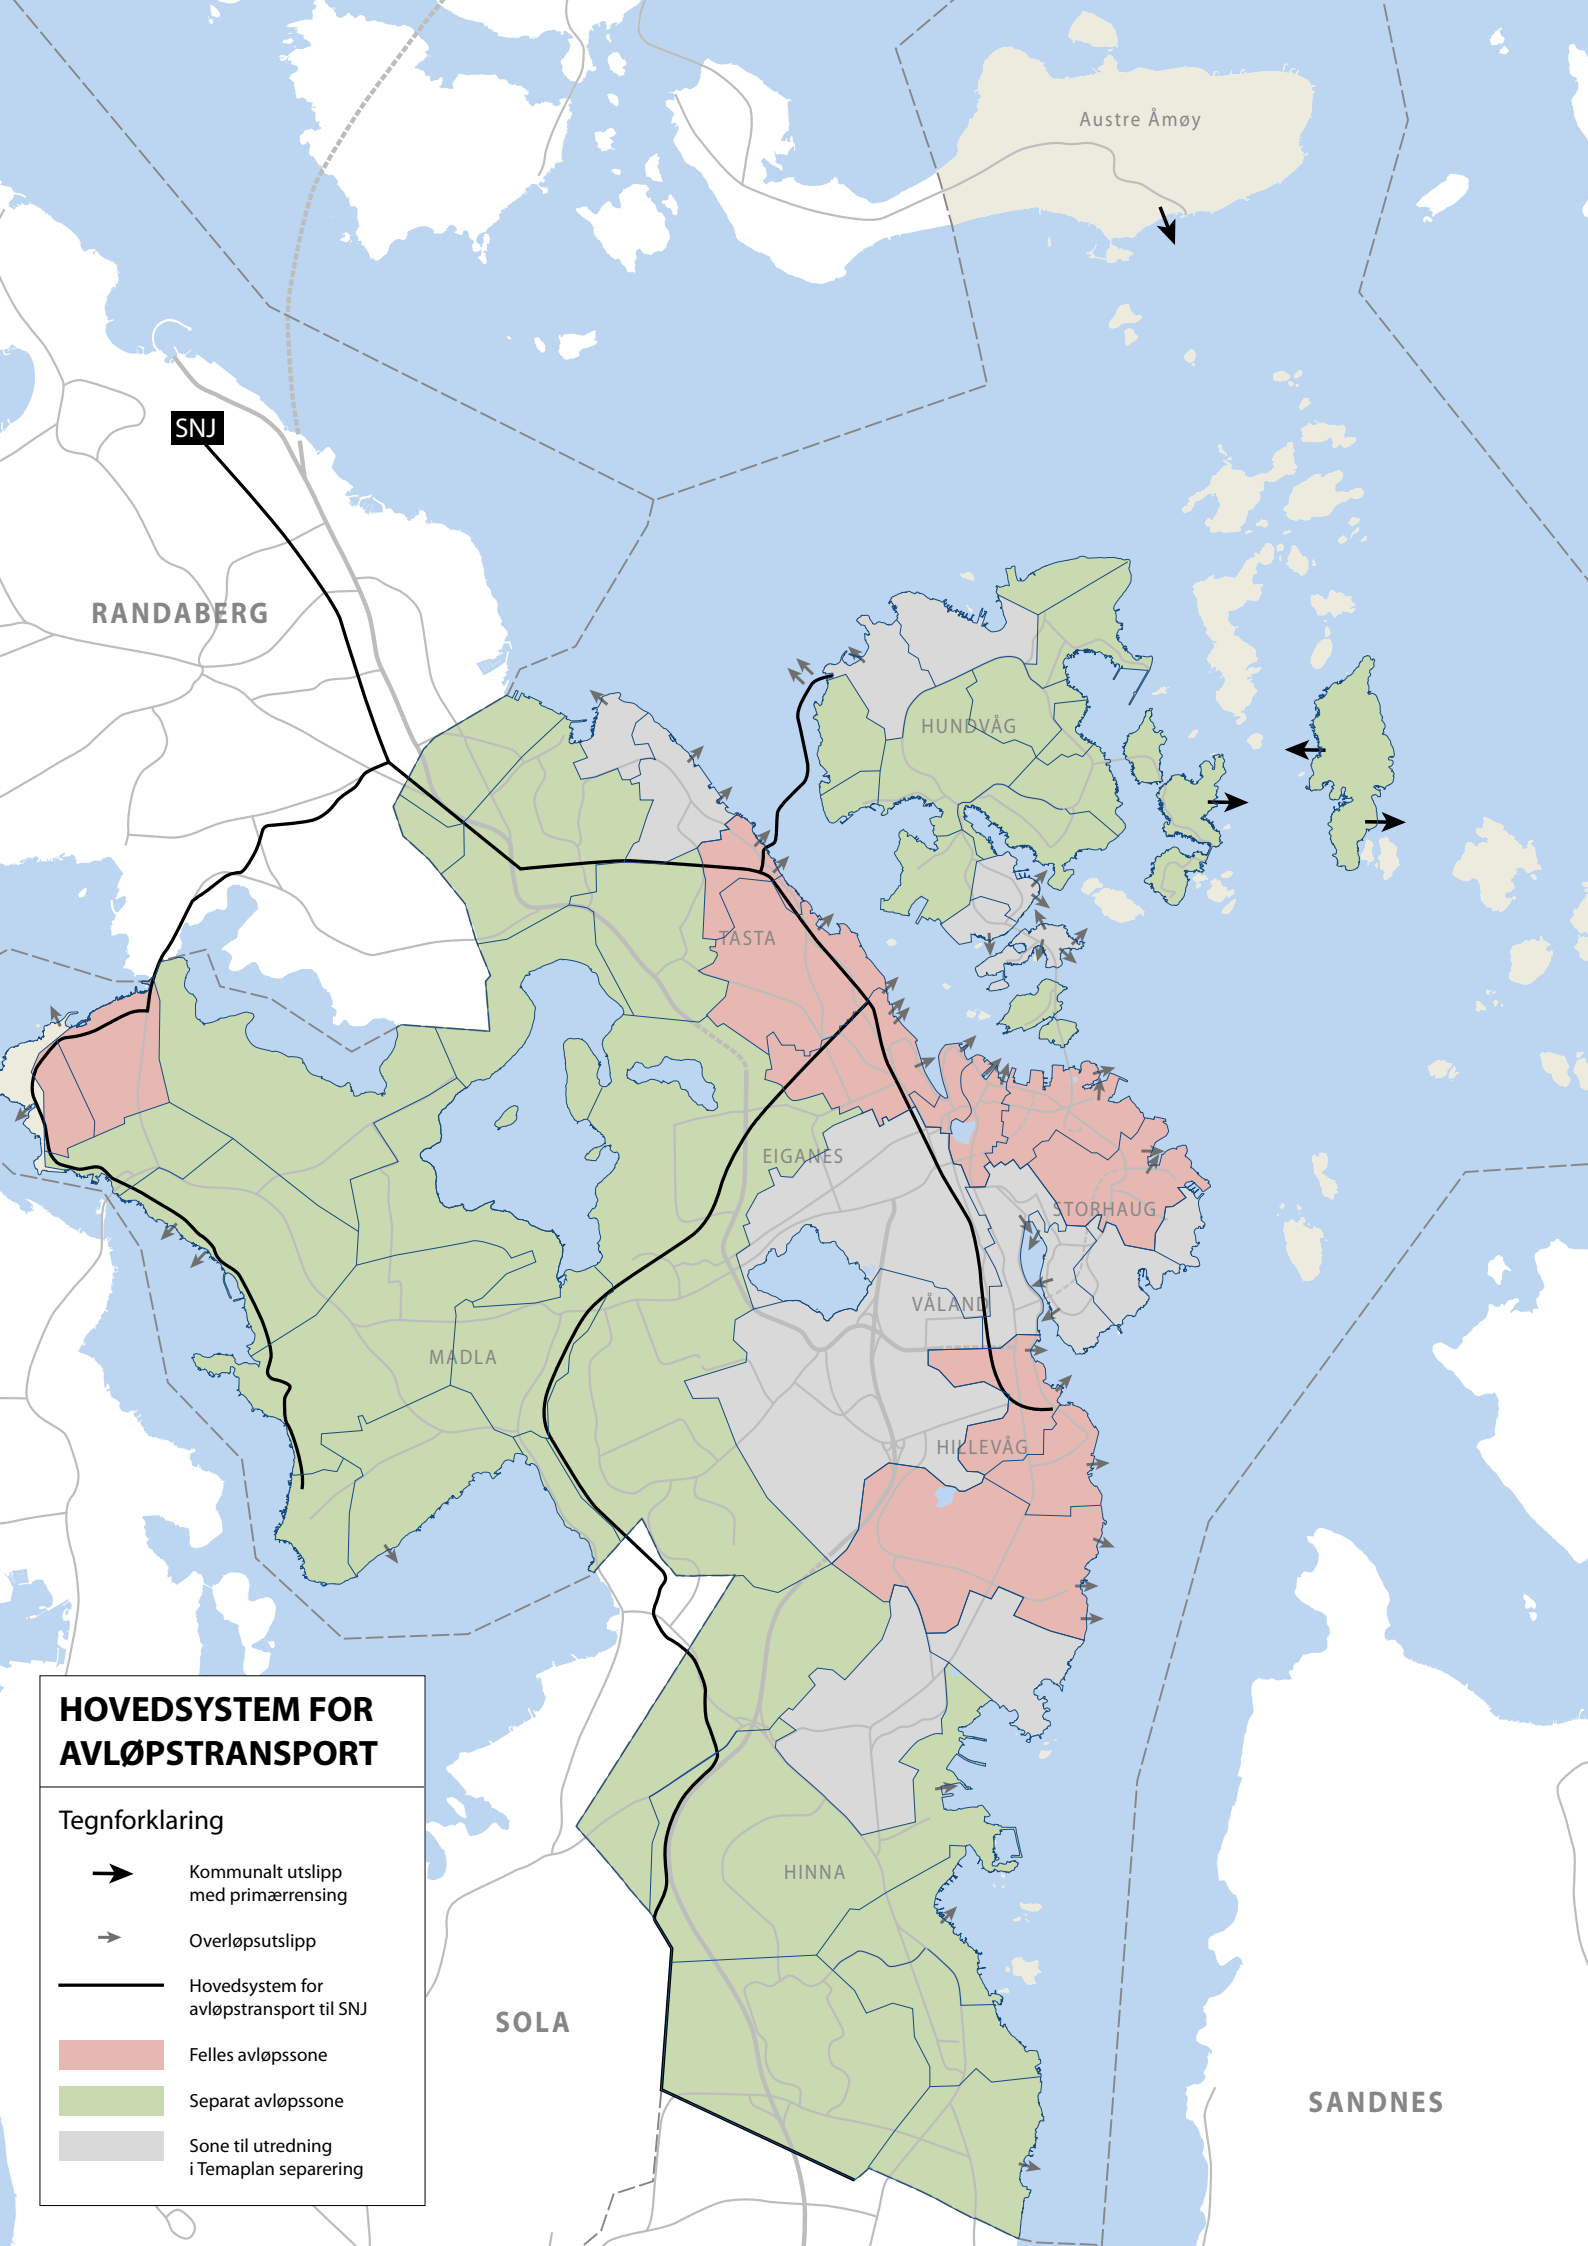 Austre Åmøy
SNJ
RANDABERG
HUNDVÅG
TASTA
EIGANES
STORHAUG
VÅLAND
MADLA
HILLEVÅG
HINNA
SOLA
SANDNES
HOVEDSYSTEM FOR
AVLØPSTRANSPORT
Tegnforklaring
Kommunalt utslipp
med primærrensing
Overløpsutslipp
Hovedsystem for
avløpstransport til SNJ
Felles avløpssone
Separat avløpssone
Sone til utredning
i Temaplan separering